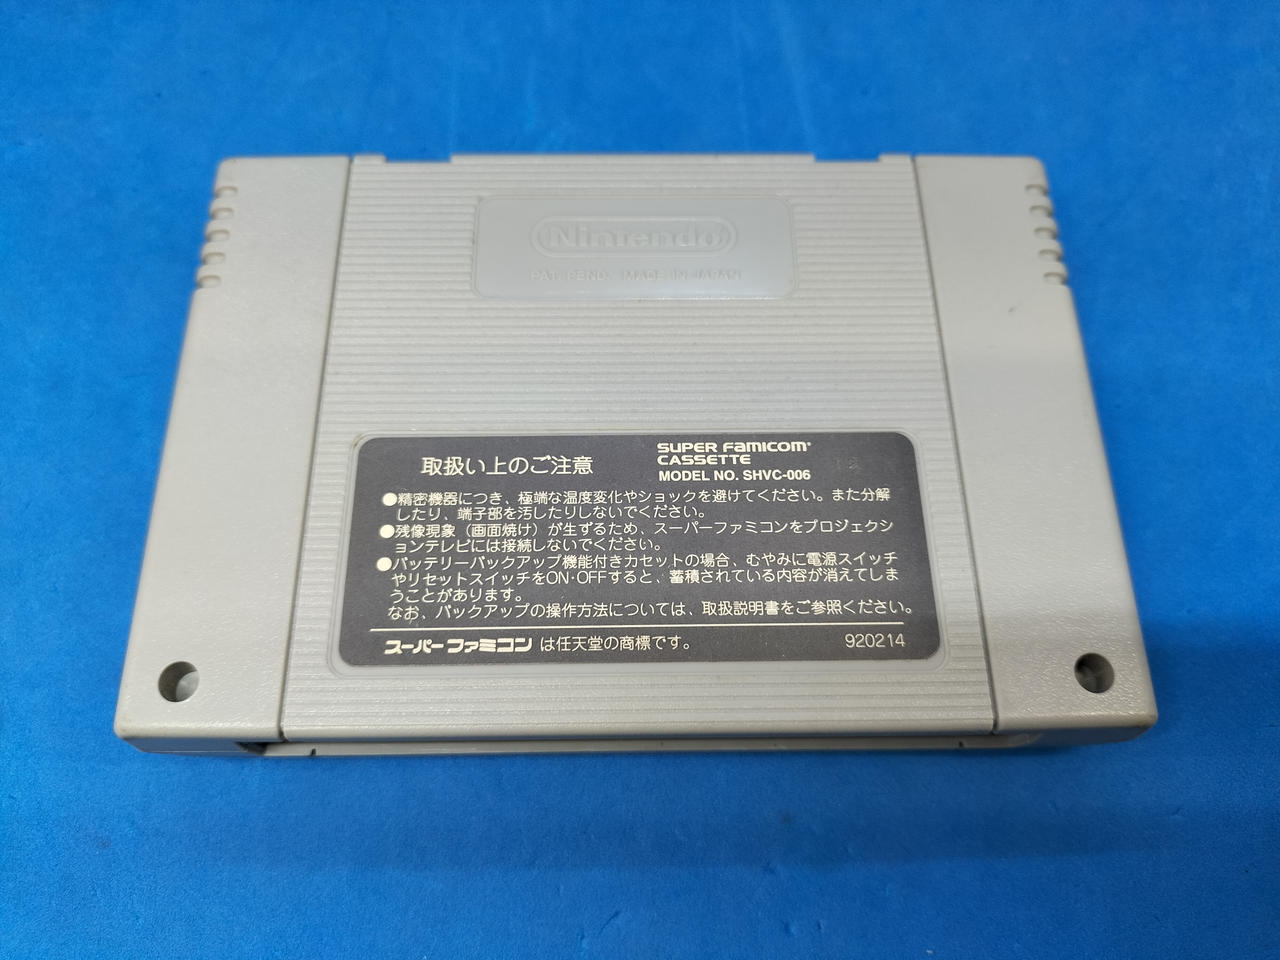 Nintendo
PAT. PEND. MADE IN JAPAN
取扱い上のご注意
SUPER FAMICOM
CASSETTE
MODEL NO. SHVC-006
●精密機器につき、極端な温度変化やショックを避けてください。また分解
したり、端子部を汚したりしないでください。
●残像現象（画面焼け）が生ずるため、スーパーファミコンをプロジェクシ
ョンテレビには接続しないでください。
●バッテリーバックアップ機能付きカセットの場合、むやみに電源スイッチ
やリセットスイッチをON·OFFすると、蓄積されている内容が消えてしま
うことがあります。
なお、バックアップの操作方法については、取扱説明書をご参照ください。
スーパーファミコン は任天堂の商標です。
920214